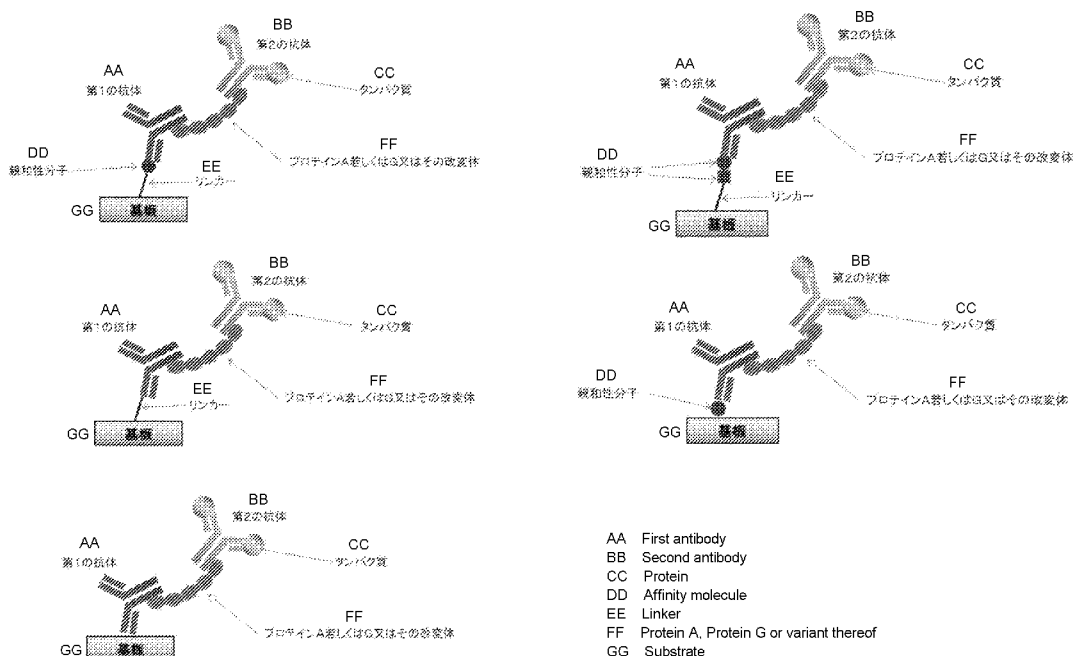 BB
第2の抗体
AA
第1の抗体
CC
タンパク質
DD
親和性分子
EE
リンカー
FF
プロテインA若しくはG又はその改変体
GG 基板
BB
第2の抗体
AA
第1の抗体
CC
タンパク質
DD
親和性分子
EE
リンカー
FF
プロテインA若しくはG又はその改変体
GG 基板
BB
第2の抗体
AA
第1の抗体
CC
タンパク質
EE
リンカー
FF
プロテインA若しくはG又はその改変体
GG 基板
BB
第2の抗体
AA
第1の抗体
CC
タンパク質
DD
親和性分子
FF
プロテインA若しくはG又はその改変体
GG 基板
BB
第2の抗体
AA
第1の抗体
CC
タンパク質
FF
プロテインA若しくはG又はその改変体
GG 基板
AA First antibody
BB Second antibody
CC Protein
DD Affinity molecule
EE Linker
FF Protein A, Protein G or variant thereof
GG Substrate